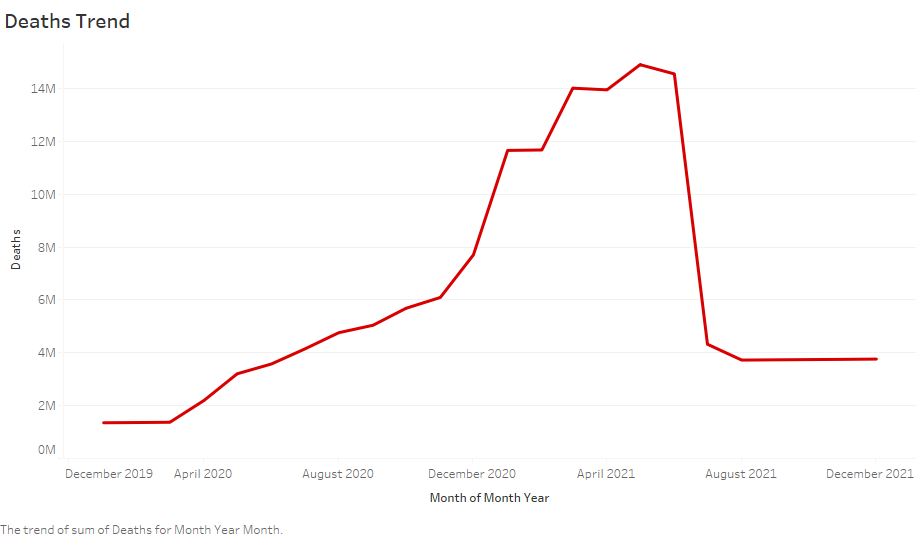 Deaths Trend
14M
12M
10M
8M
6M
4M
2M
0M
Deaths
December 2019 April 2020 August 2020 December 2020 April 2021 August 2021 December 2021
Month of Month Year
The trend of sum of Deaths for Month Year Month.